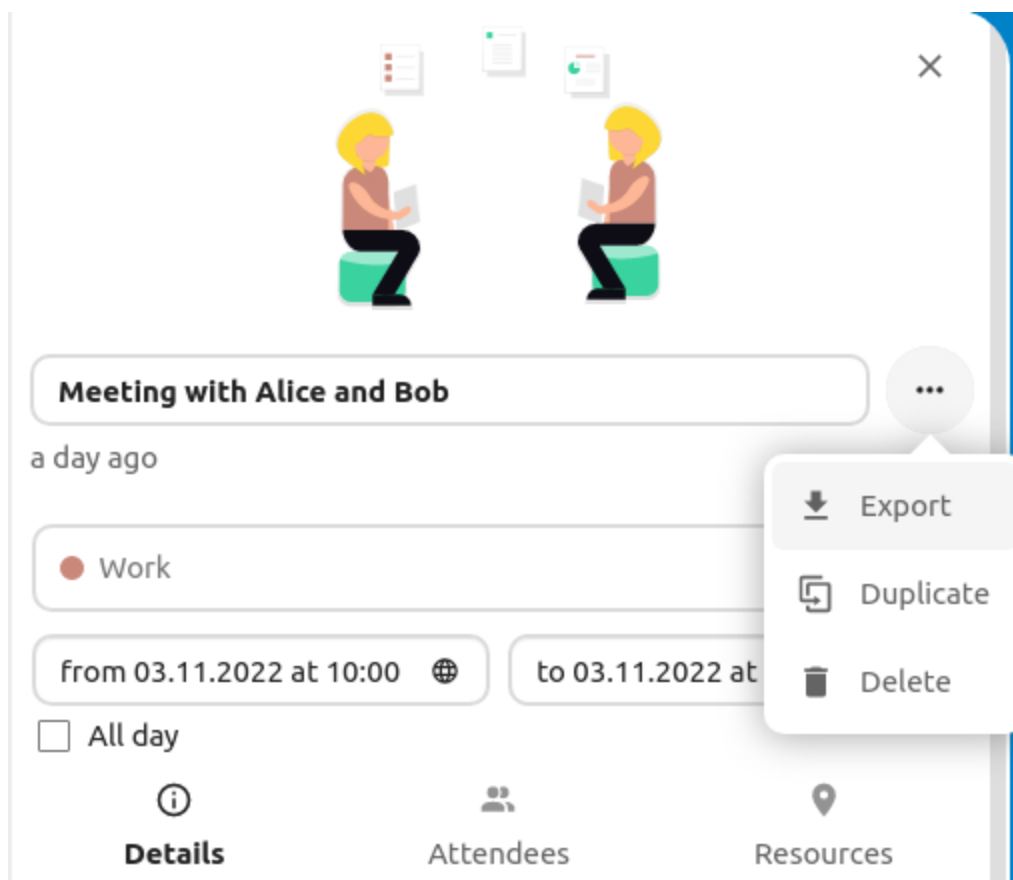 Meeting with Alice and Bob
a day ago
Export
Work
Duplicate
from 03.11.2022 at 10:00
to 03.11.2022 at
Delete
All day
Details
Attendees
Resources